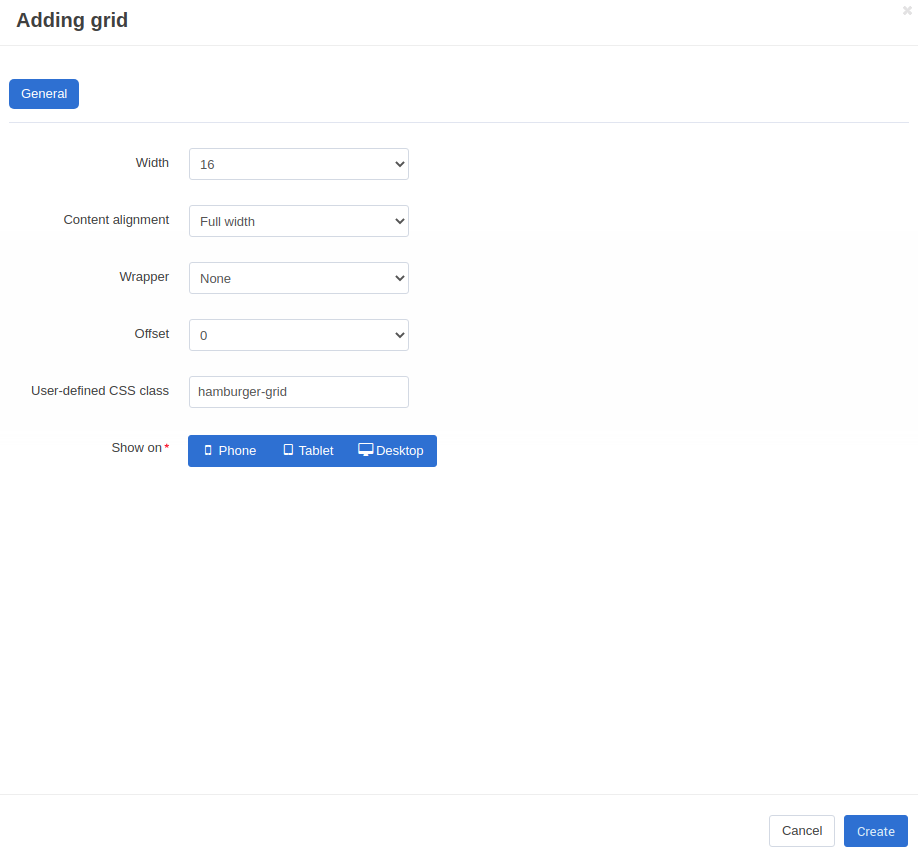 Adding grid
General
Width 16
Content alignment Full width
Wrapper None
Offset 0
User-defined CSS class hamburger-grid
Show on* Phone Tablet Desktop
Cancel Create